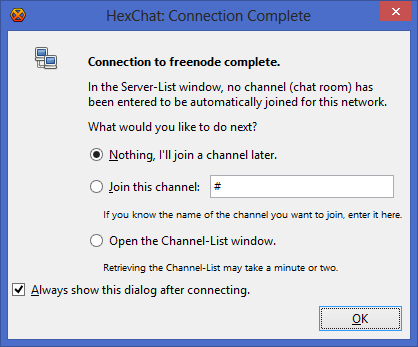 HexChat: Connection Complete
Connection to freenode complete.
In the Server-List window, no channel (chat room) has
been entered to be automatically joined for this network.
What would you like to do next?
Nothing, I'll join a channel later.
Join this channel: #
If you know the name of the channel you want to join, enter it here.
Open the Channel-List window.
Retrieving the Channel-List may take a minute or two.
Always show this dialog after connecting.
OK